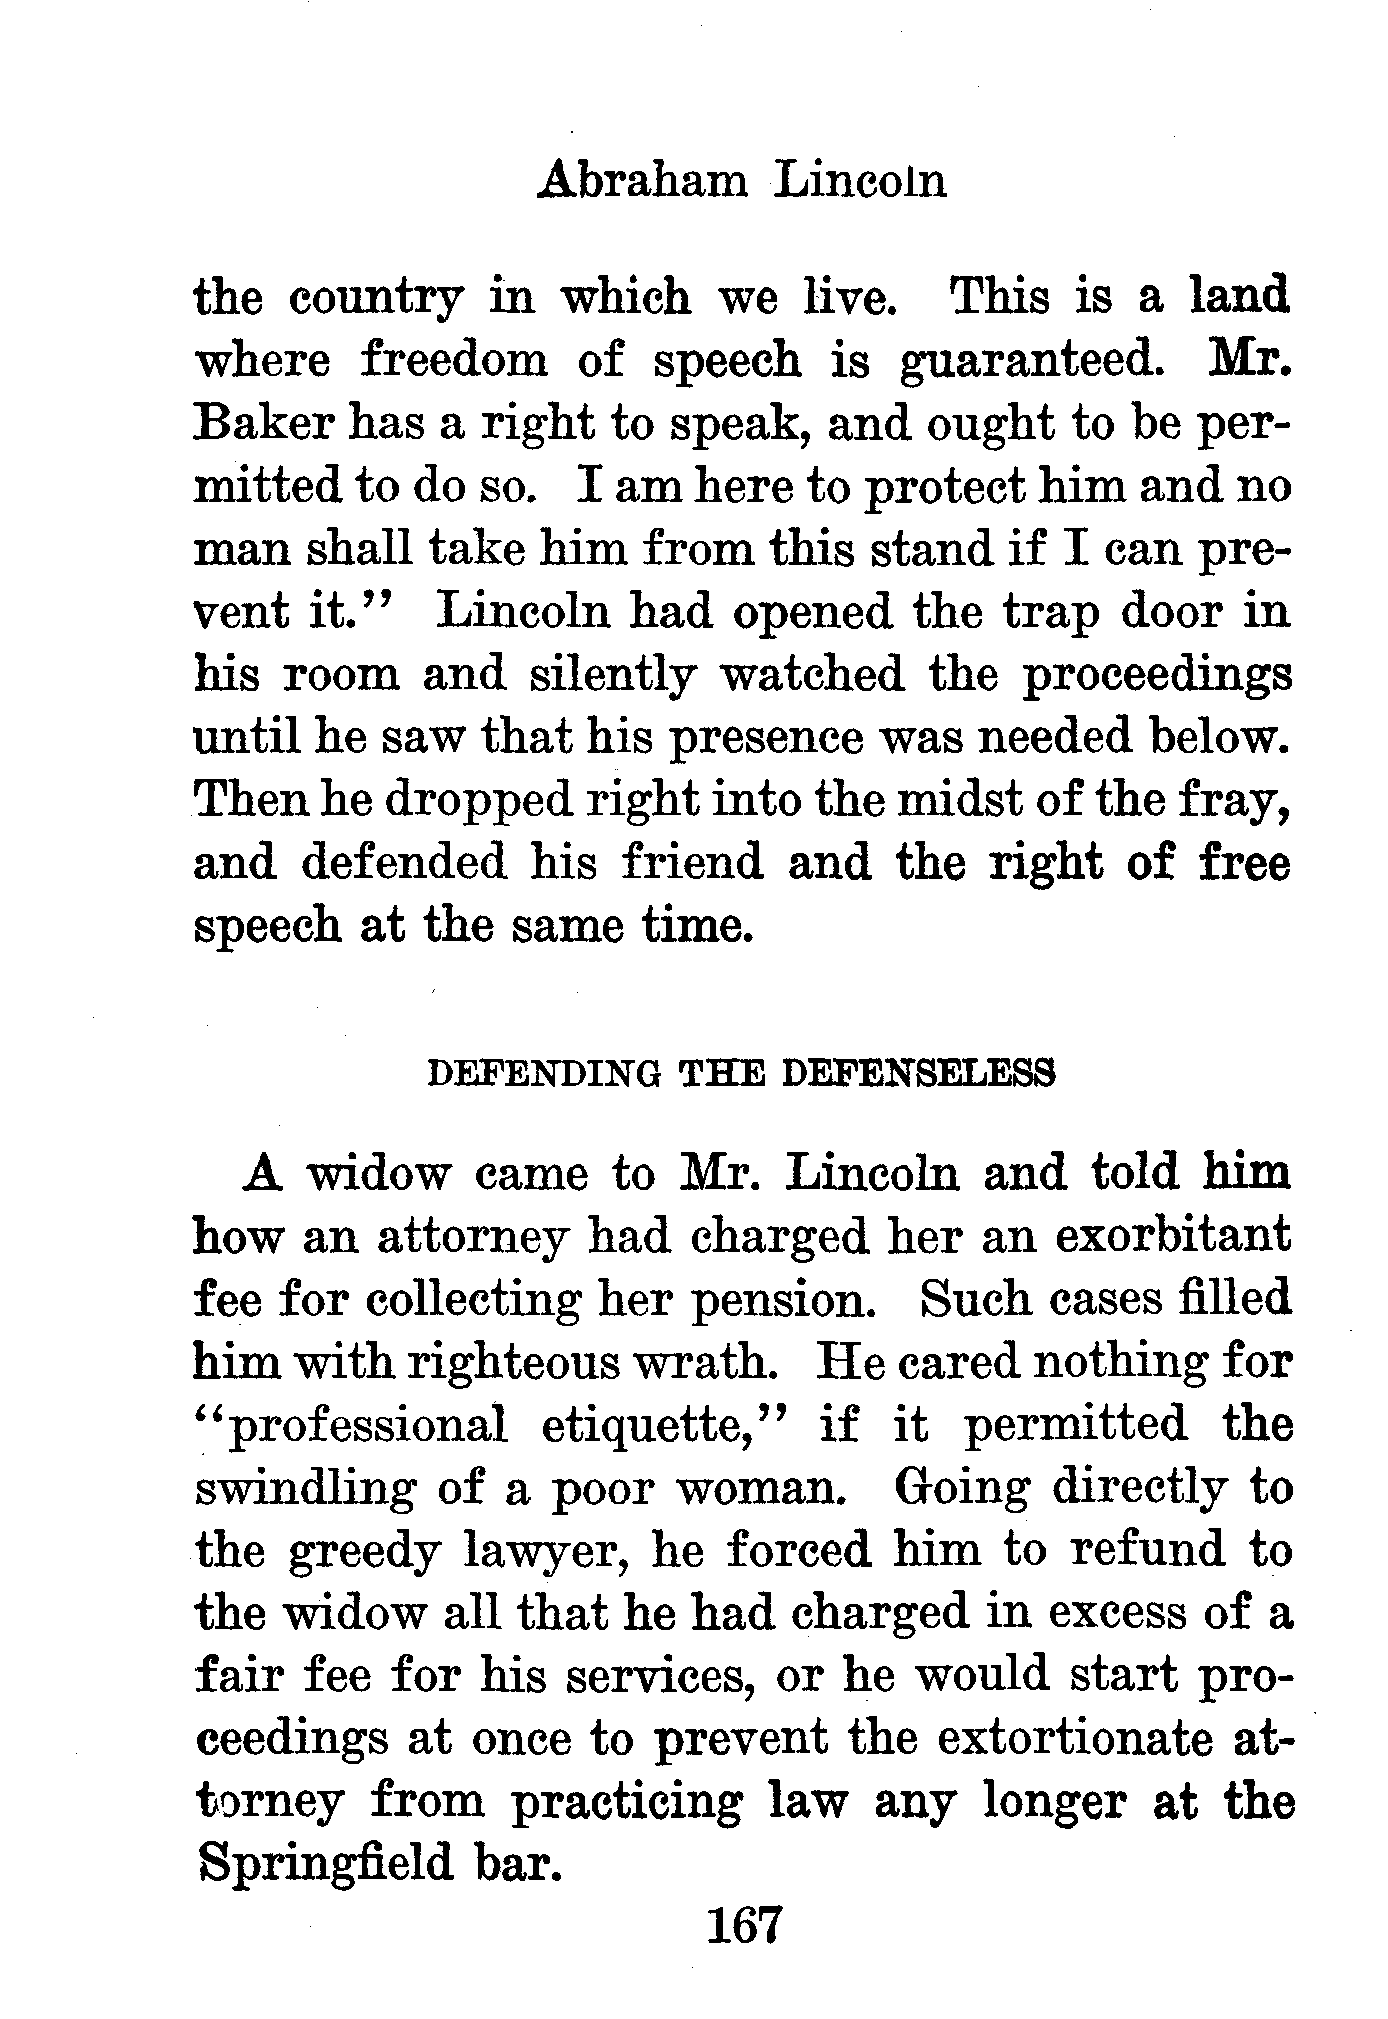 Abraham Lincoln
the country in which we live. This is a land
where freedom of speech is guaranteed. Mr.
Baker has a right to speak, and ought to be per-
mitted to do so. I am here to protect him and no
man shall take him from this stand if I can pre-
vent it.” Lincoln had opened the trap door in
his room and silently watched the proceedings
until he saw that his presence was needed below.
Then he dropped right into the midst of the fray,
and defended his friend and the right of free
speech at the same time.
DEFENDING THE DEFENSELESS
A widow came to Mr. Lincoln and told him
how an attorney had charged her an exorbitant
fee for collecting her pension. Such cases filled
him with righteous wrath. He cared nothing for
“professional etiquette,” if it permitted the
swindling of a poor woman. Going directly to
the greedy lawyer, he forced him to refund to
the widow all that he had charged in excess of a
fair fee for his services, or he would start pro-
ceedings at once to prevent the extortionate at-
torney from practicing law any longer at the
Springfield bar.
167